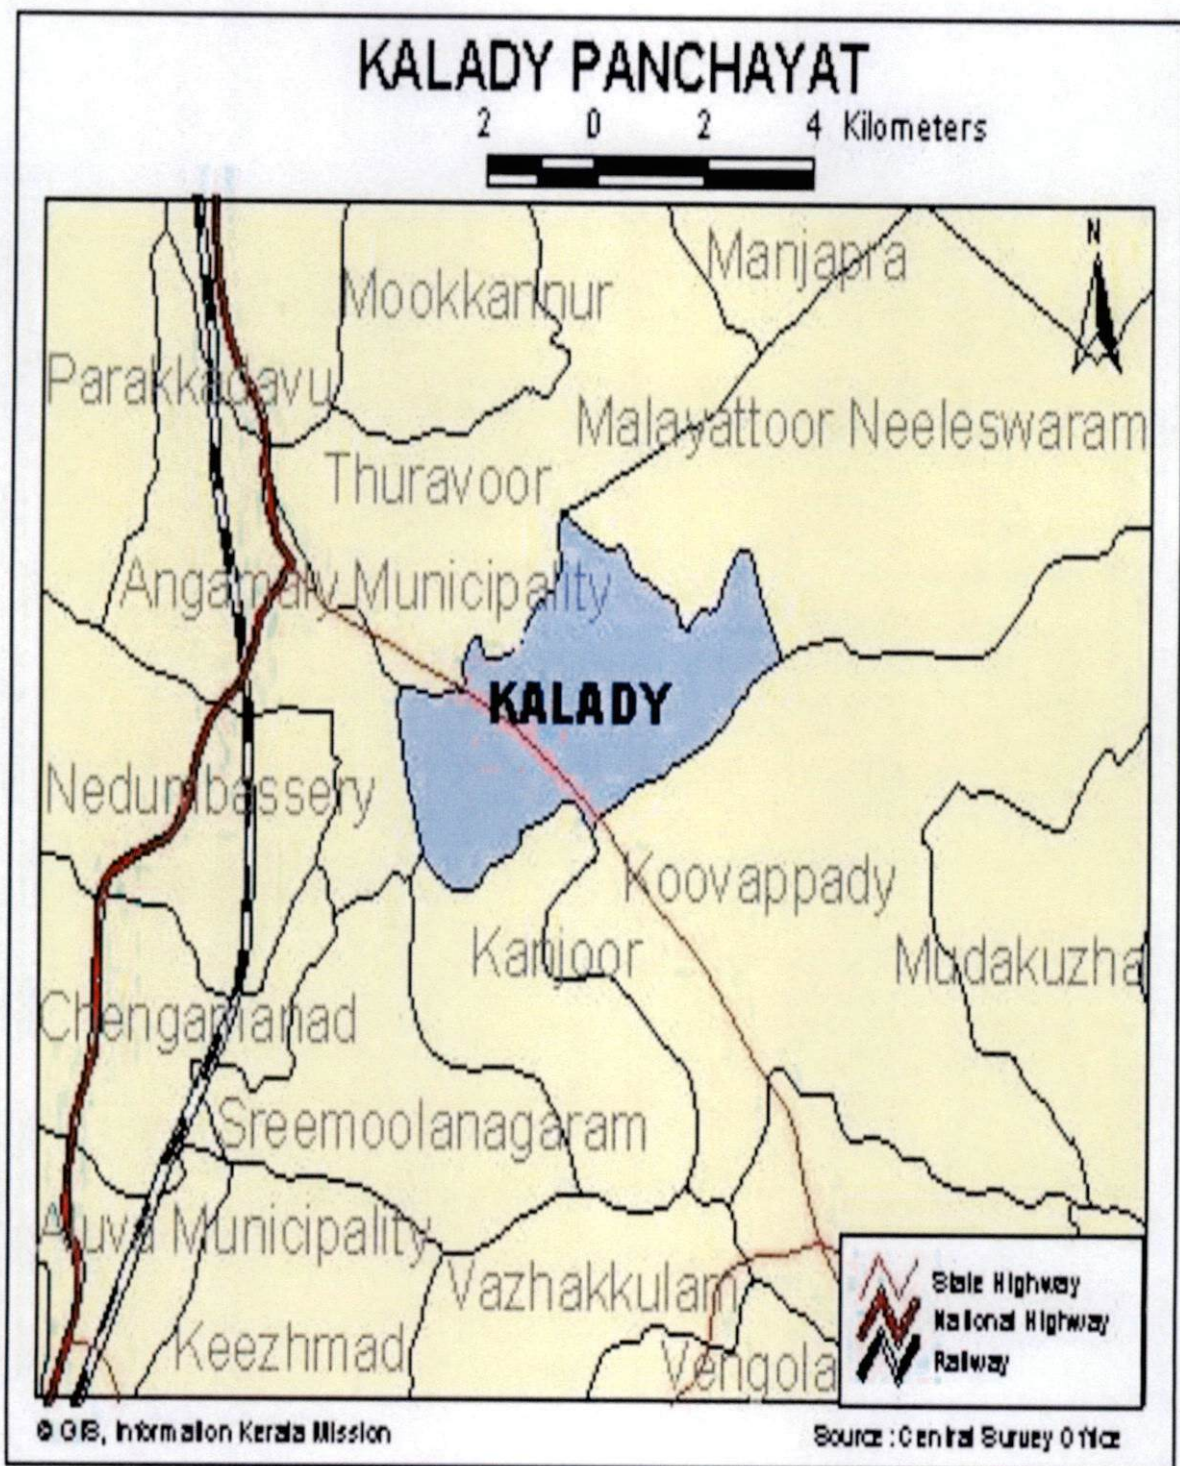 KALADY PANCHAYAT
2 0 2 4 Kilometers
N
Manjapra
Mookkannur
Parakkadavu
Malayattoor Neeleswaram
Thuravoor
Angamaly Municipality
KALADY
Nedumbassery
Koovappady
Kanjoor
Mudakuzha
Chengamanad
Sreemoolanagaram
Aluva Municipality
Vazhakkulam
Keezhmad
Vengola
State Highway
National Highway
Railway
© GIS, Information Kerala Mission
Source : Central Survey Office